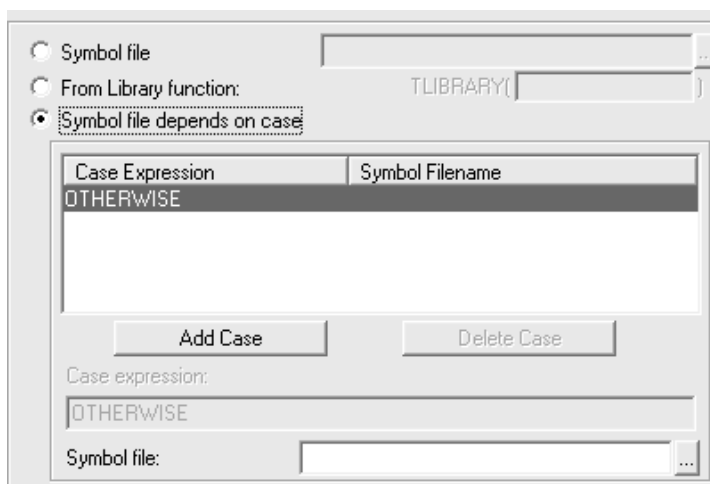 Symbol file ...
From Library function: TLIBRARY( )
Symbol file depends on case
Case Expression Symbol Filename
OTHERWISE
Add Case Delete Case
Case expression:
OTHERWISE
Symbol file: ...